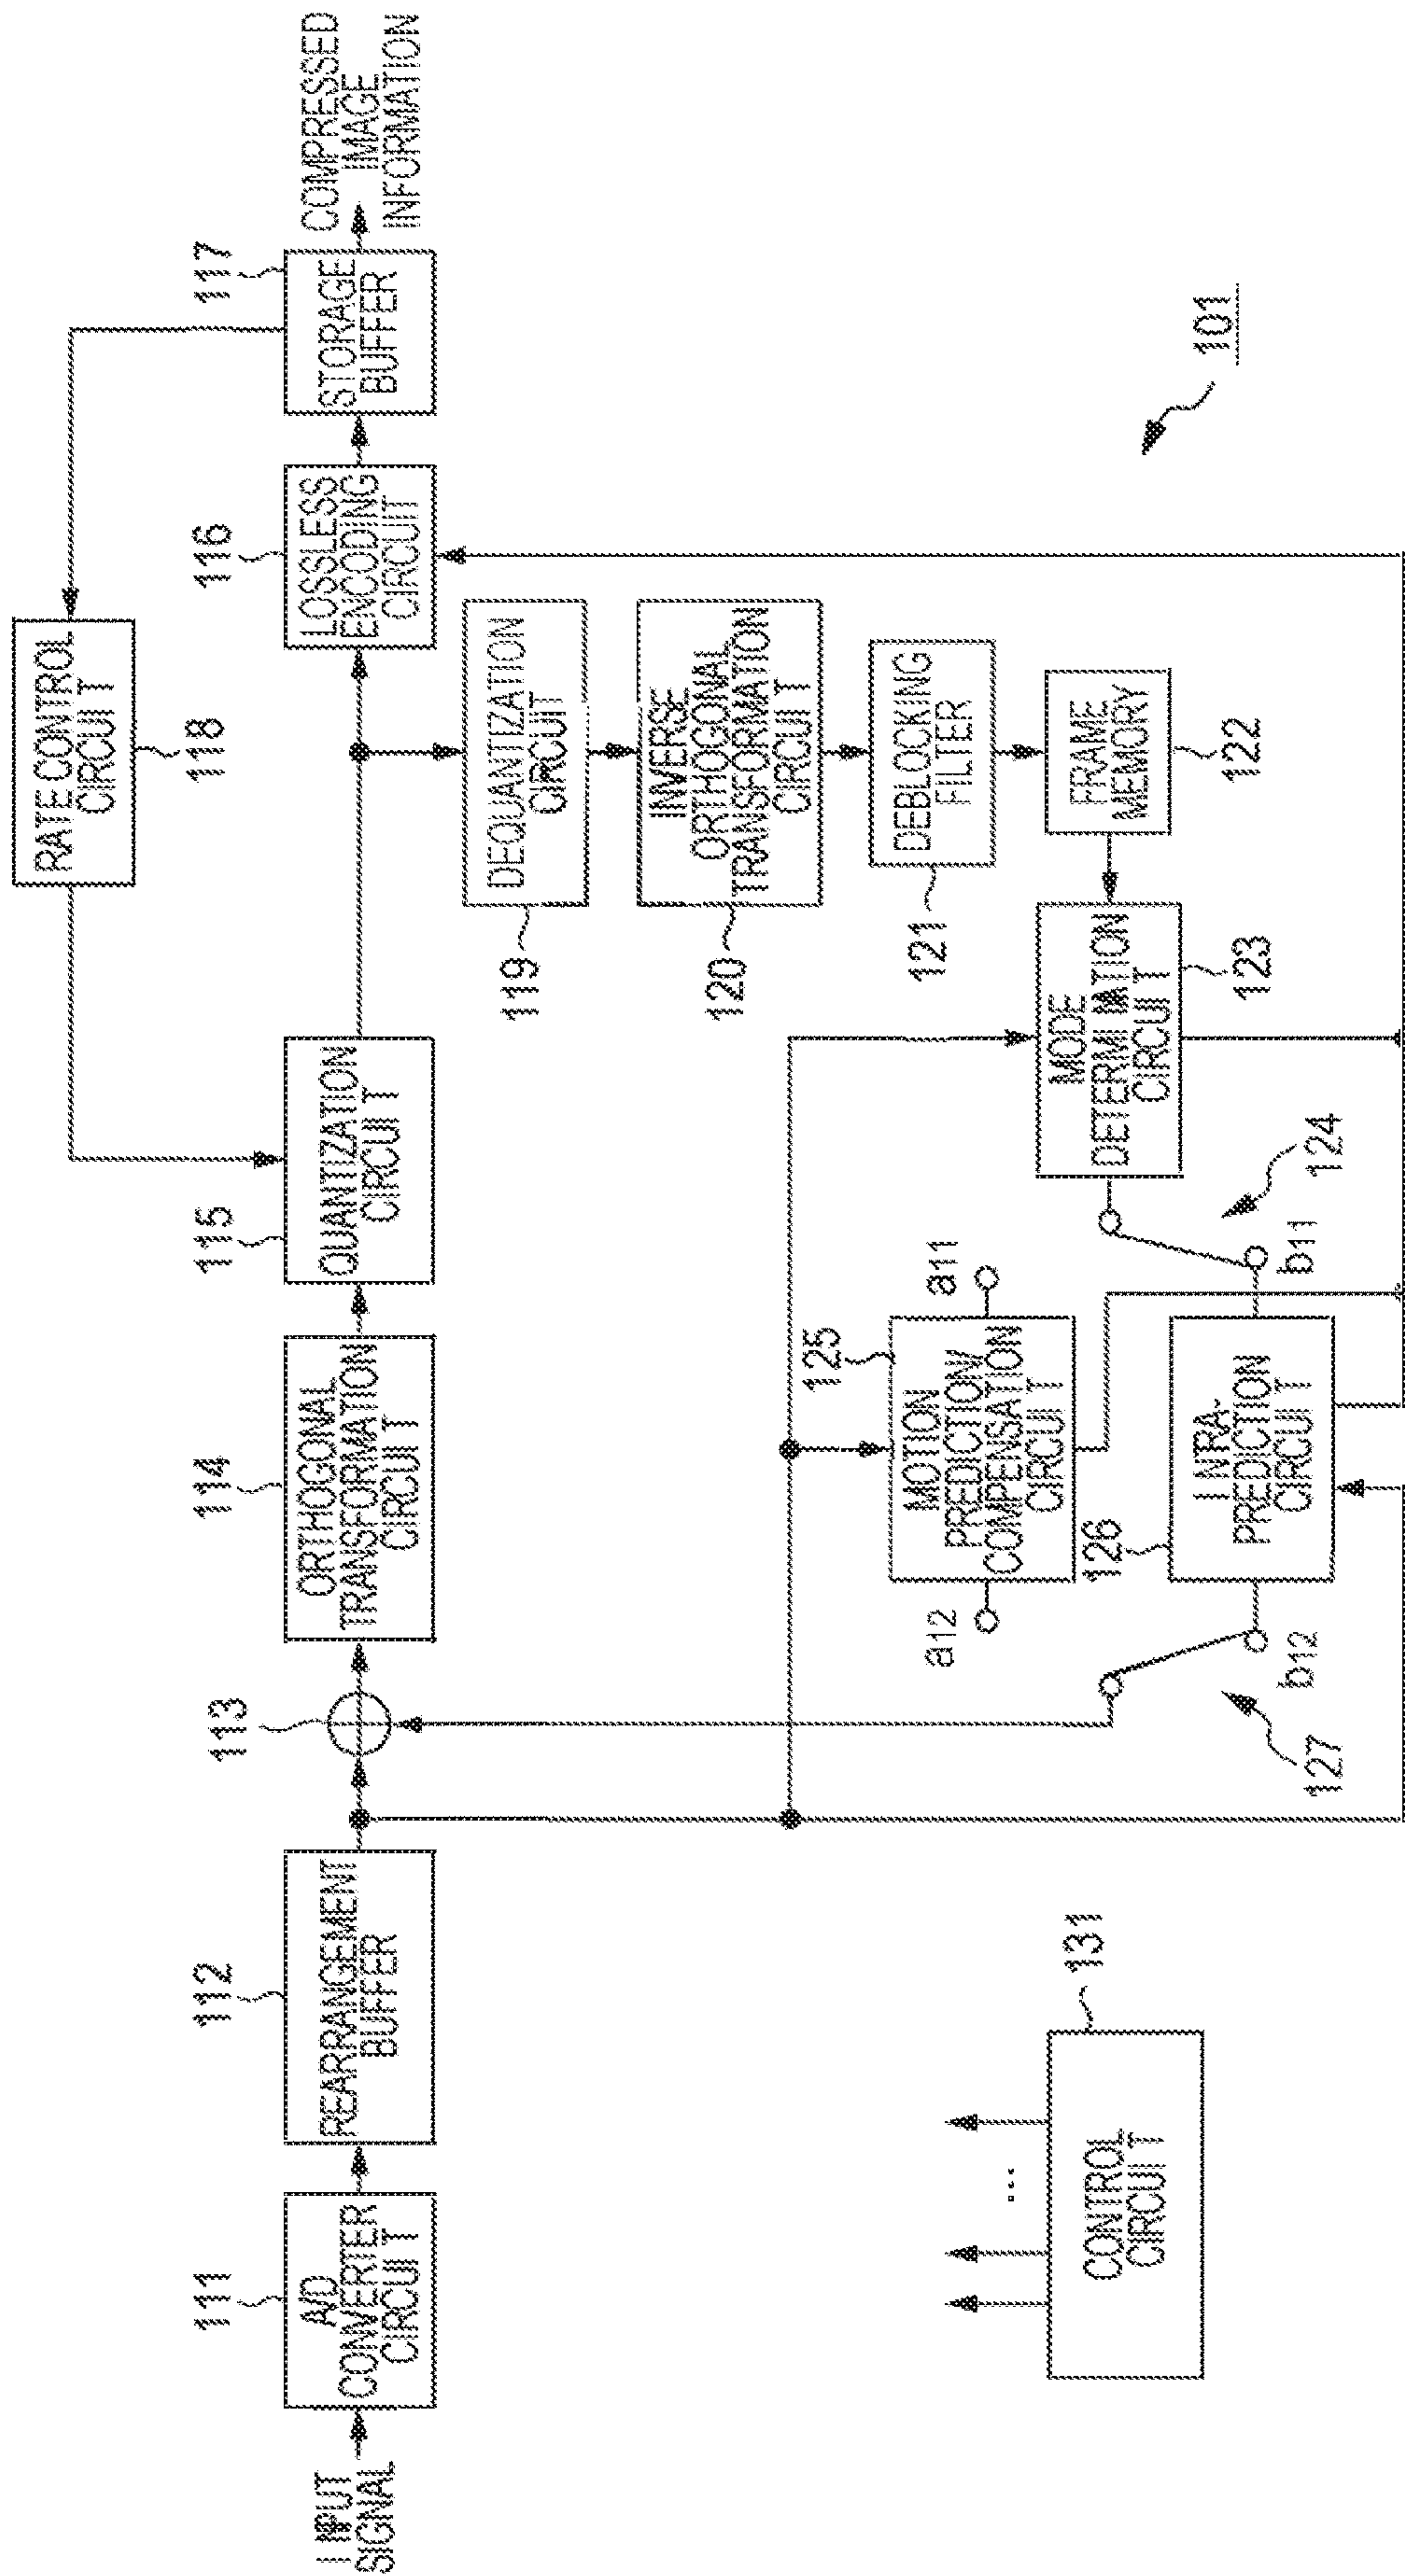 INPUT
SIGNAL
111
A/D
CONVERTER
CIRCUIT
112
REARRANGEMENT
BUFFER
113
114
ORTHOGONAL
TRANSFORMATION
CIRCUIT
115
QUANTIZATION
CIRCUIT
RATE CONTROL
CIRCUIT
118
116
LOSSLESS
ENCODING
CIRCUIT
117
STORAGE
BUFFER
COMPRESSED
IMAGE
INFORMATION
DEQUANTIZATION
CIRCUIT
119
INVERSE
ORTHOGONAL
TRANSFORMATION
CIRCUIT
120
DEBLOCKING
FILTER
121
FRAME
MEMORY
122
MODE
DETERMINATION
CIRCUIT
123
124
a11
b11
125
MOTION
PREDICTION/
COMPENSATION
CIRCUIT
a12
126
INTRA-
PREDICTION
CIRCUIT
b12
127
131
...
CONTROL
CIRCUIT
101